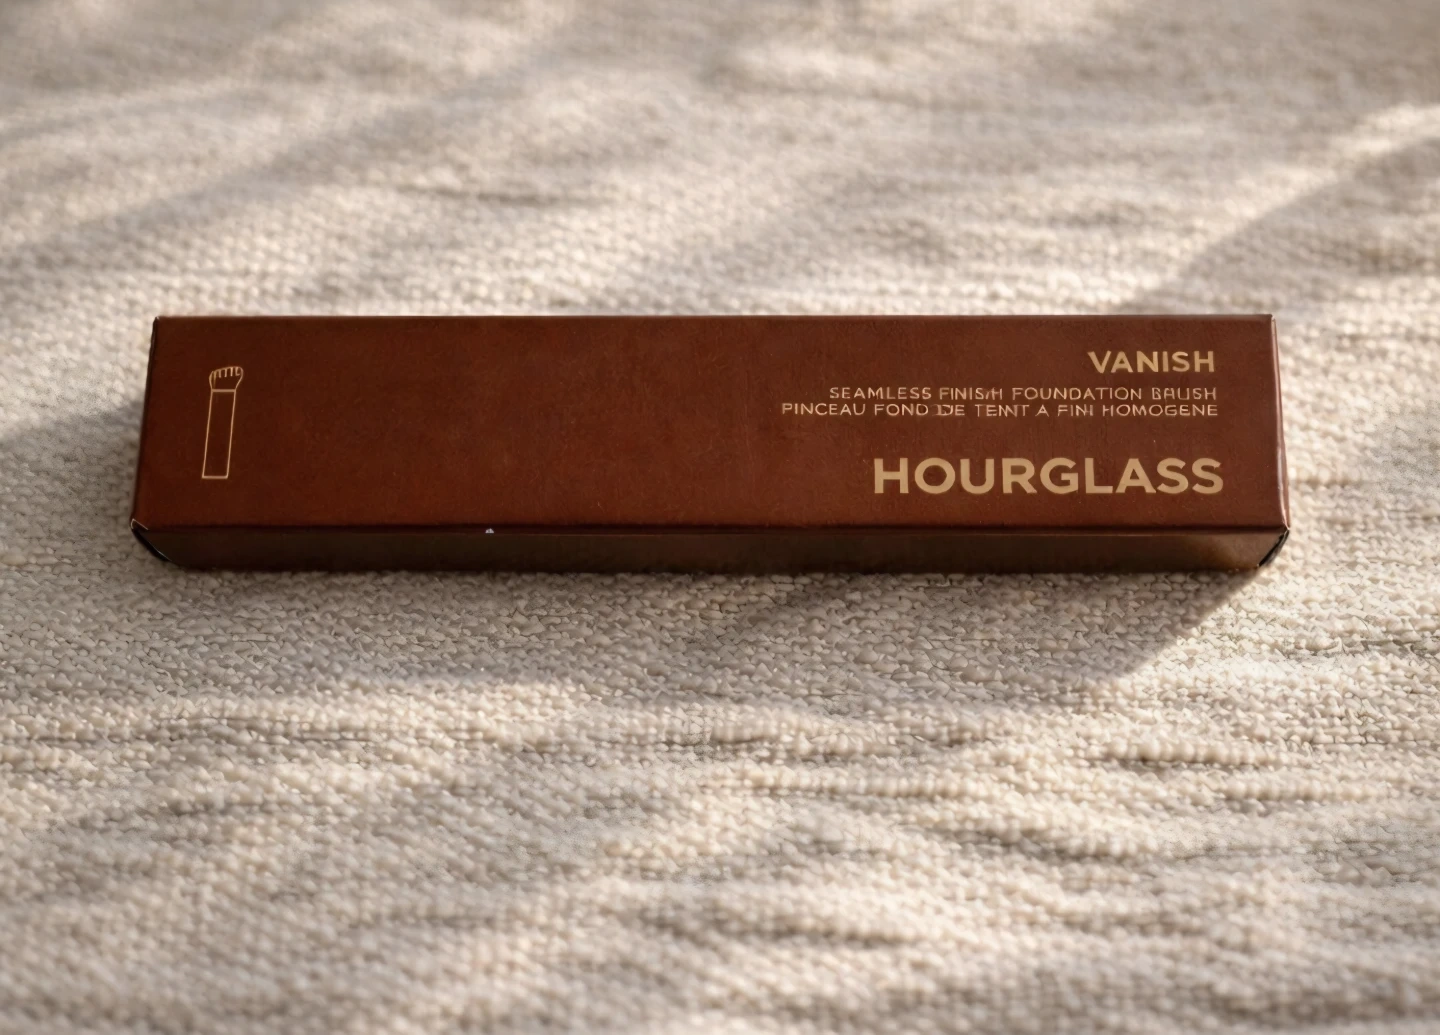 VANISH
SEAMLESS FINISH FOUNDATION BRUSH
PINCEAU FOND DE TEINT A FINI HOMOGENE
HOURGLASS